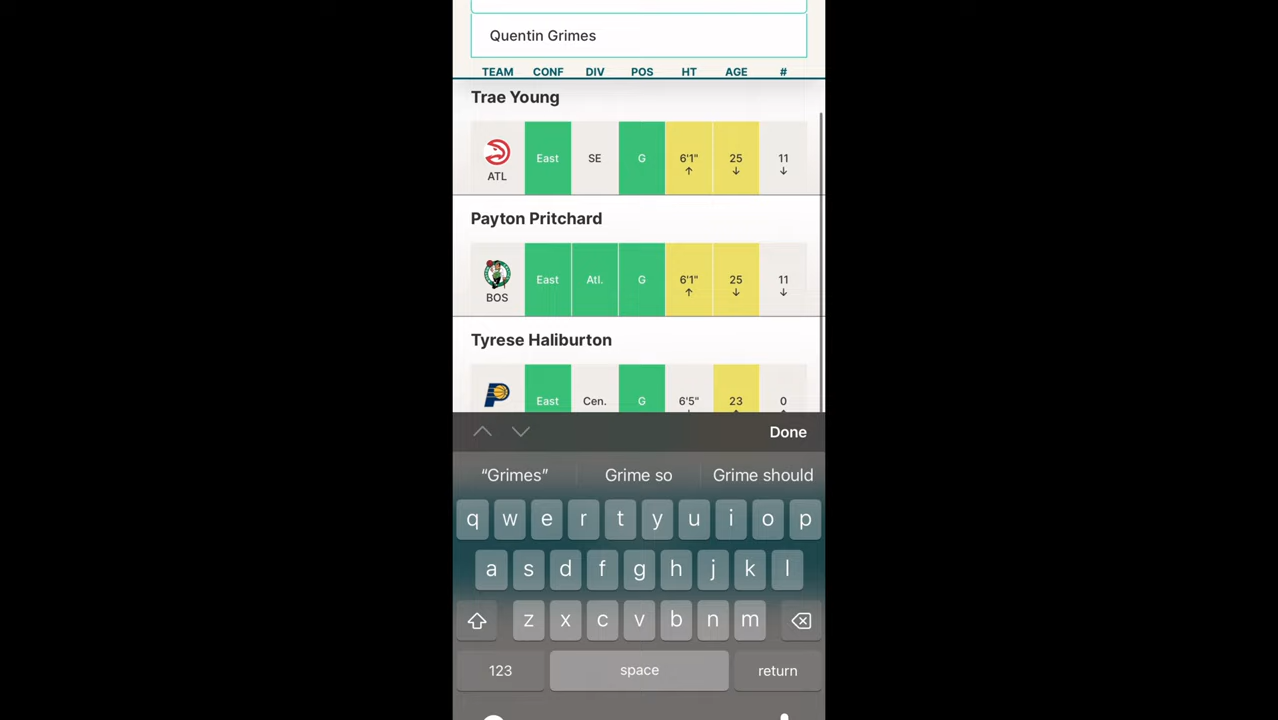 Quentin Grimes
TEAM CONF DIV POS HT AGE #
Trae Young
ATL East SE G 6'1" ↑ 25 ↓ 11 ↓
Payton Pritchard
BOS East Atl. G 6'1" ↑ 25 ↓ 11 ↓
Tyrese Haliburton
East Cen. G 6'5" 23 0
Done
“Grimes” Grime so Grime should
q w e r t y u i o p
a s d f g h j k l
z x c v b n m
123 space return